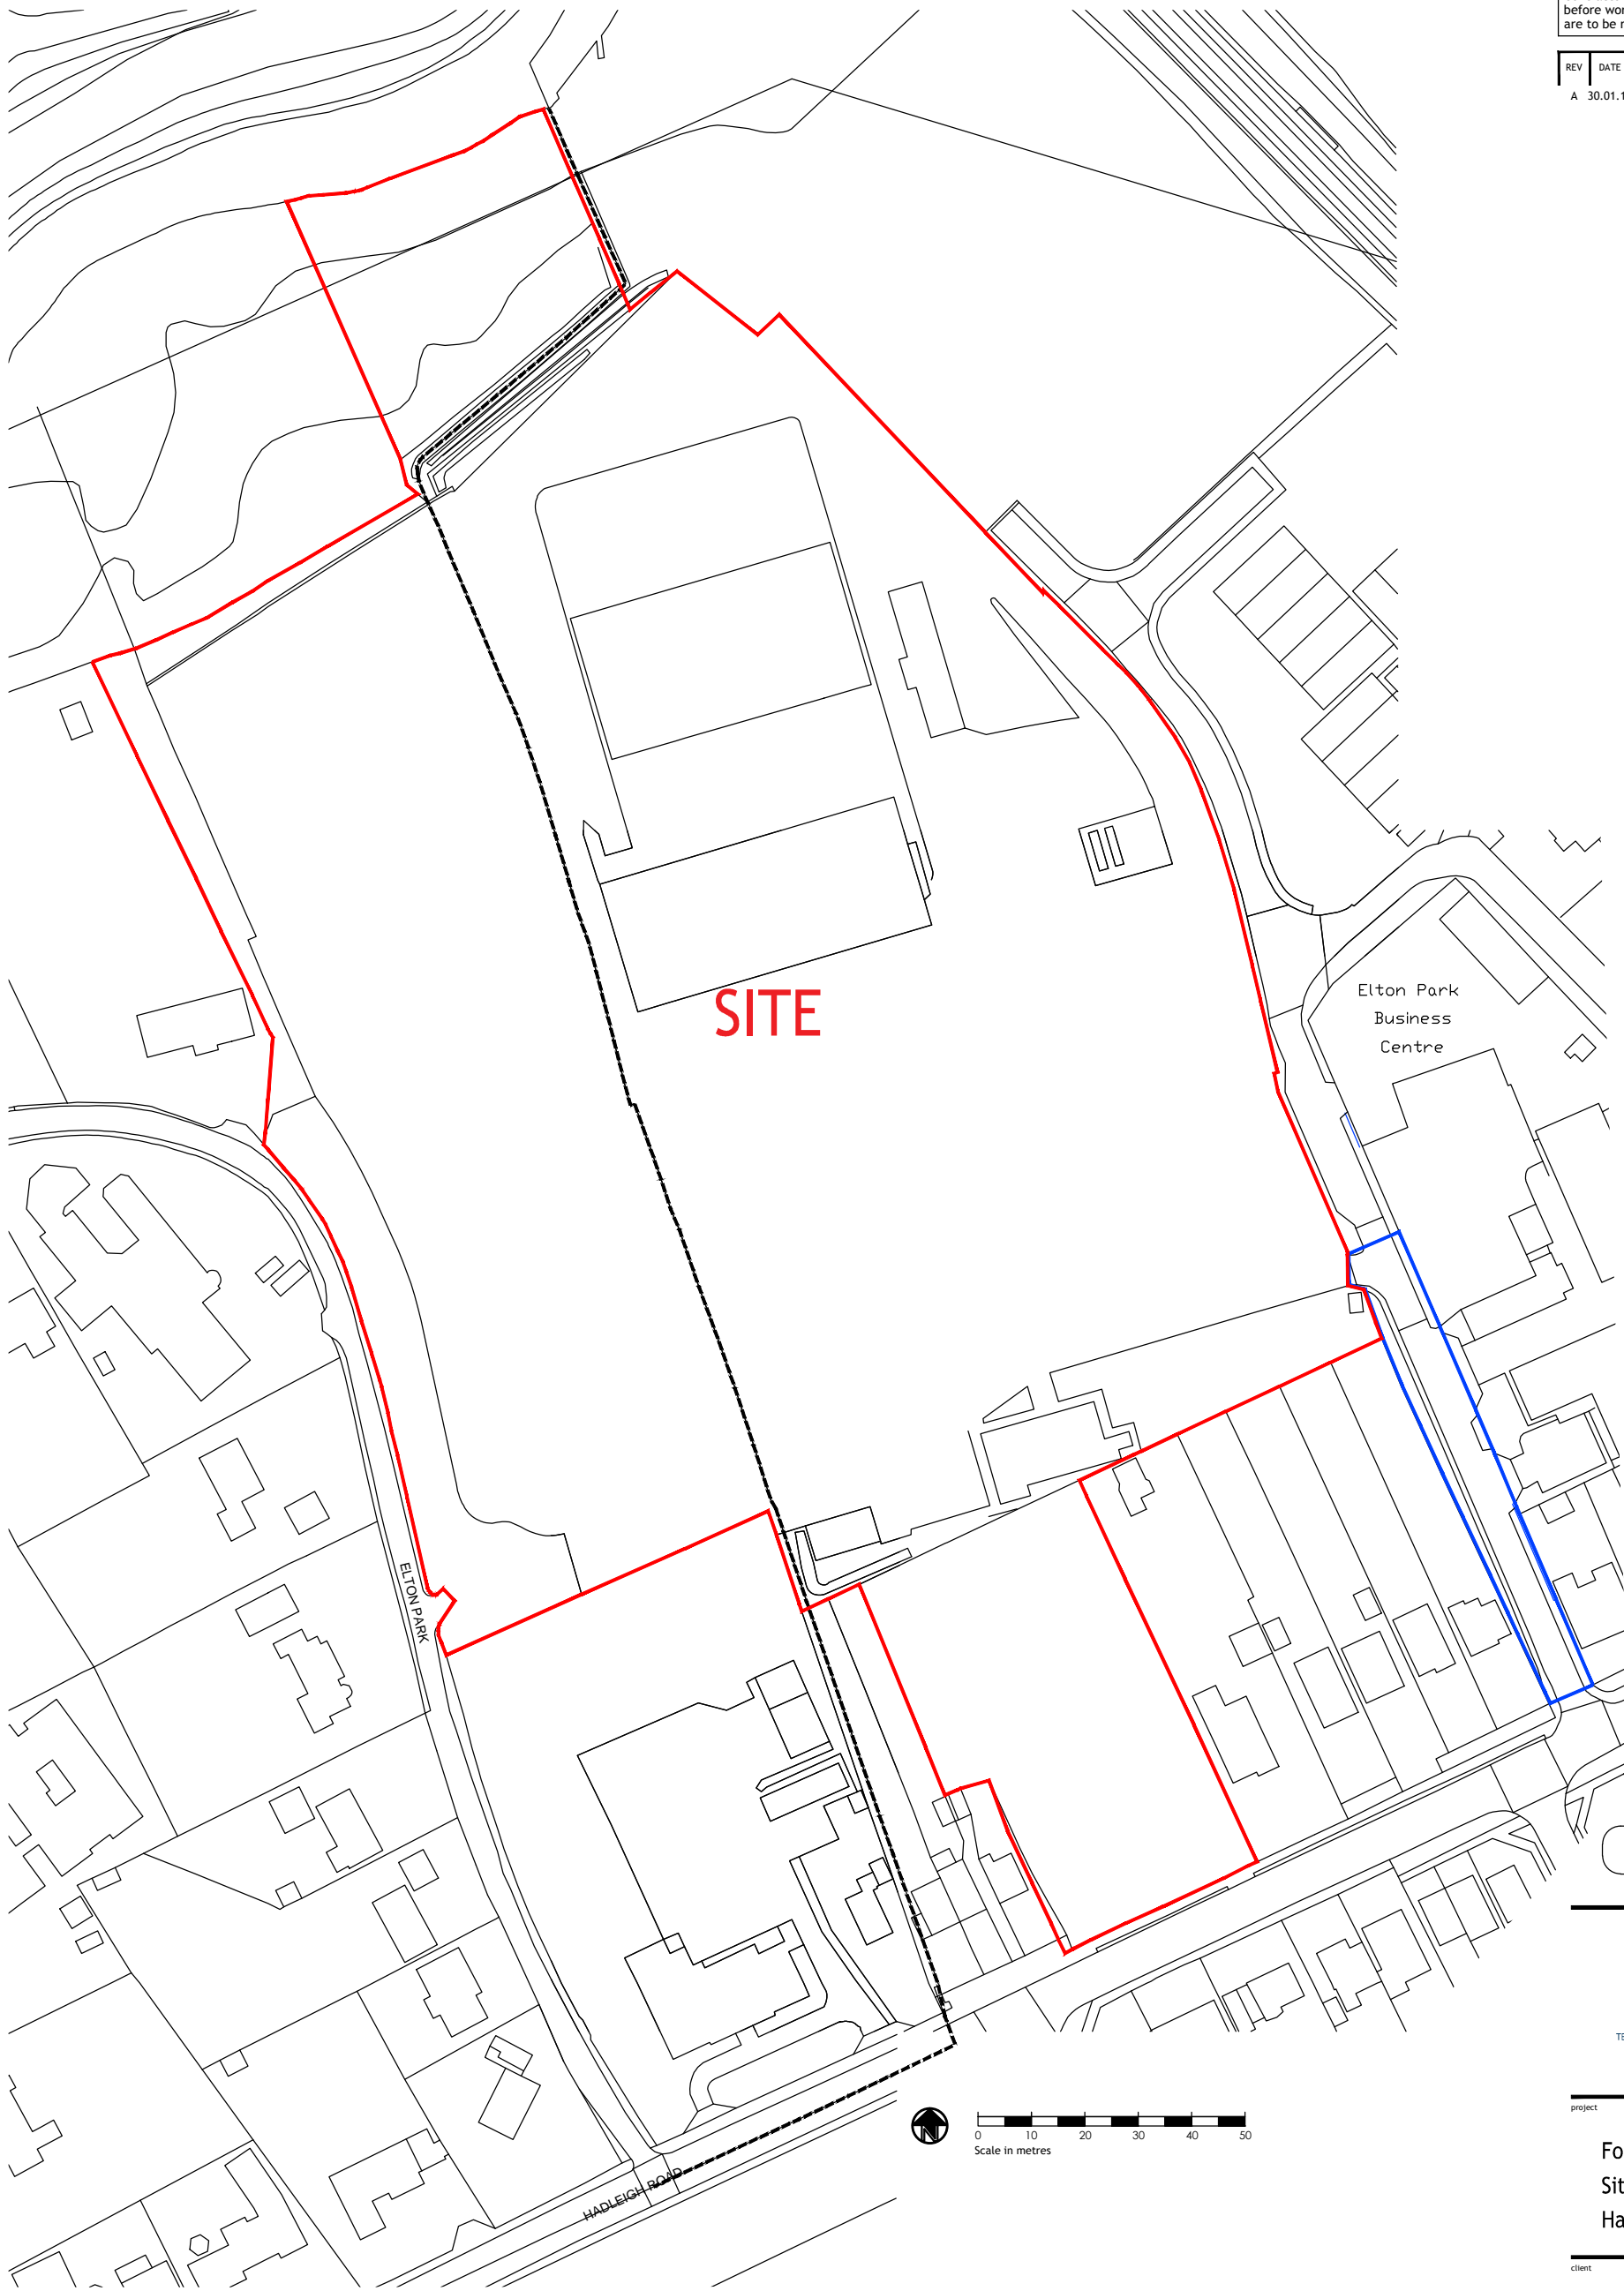 before wor
are to be r
REV DATE
A 30.01.1
SITE
Elton Park
Business
Centre
ELTON PARK
HADLEIGH ROAD
0 10 20 30 40 50
Scale in metres
N
TE
project
Fo
Sit
Ha
client